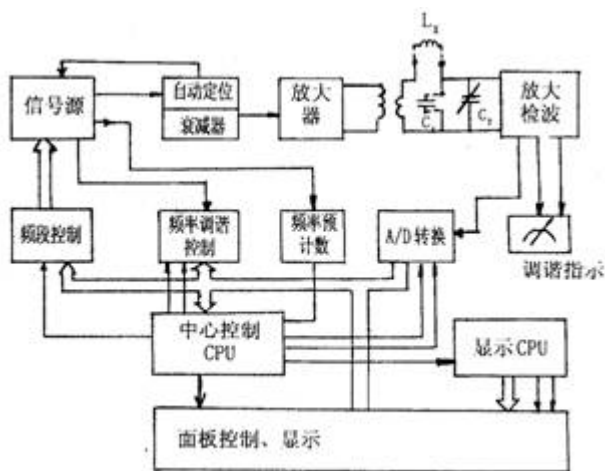 Lx
信号源
自动定位
衰减器
放大
器
放大
检波
频段控制
频率调谐
控制
频率预
计数
A/D转换
调谐指示
中心控制
CPU
显示CPU
面板控制、显示